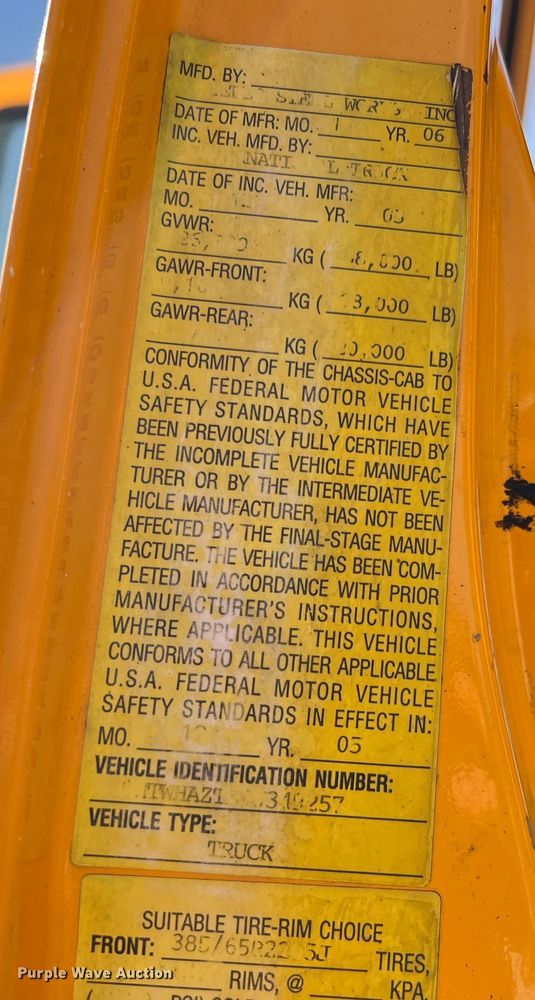 MFD. BY:
INC
DATE OF MFR: MO. YR. 06
INC. VEH. MFD. BY:
DATE OF INC. VEH. MFR:
MO. YR. 05
GVWR:
KG ( LB)
GAWR-FRONT:
KG ( LB)
GAWR-REAR:
KG ( LB)
CONFORMITY OF THE CHASSIS-CAB TO
U.S.A. FEDERAL MOTOR VEHICLE
SAFETY STANDARDS, WHICH HAVE
BEEN PREVIOUSLY FULLY CERTIFIED BY
THE INCOMPLETE VEHICLE MANUFAC-
TURER OR BY THE INTERMEDIATE VE-
HICLE MANUFACTURER, HAS NOT BEEN
AFFECTED BY THE FINAL-STAGE MANU-
FACTURE. THE VEHICLE HAS BEEN COM-
PLETED IN ACCORDANCE WITH PRIOR
MANUFACTURER'S INSTRUCTIONS,
WHERE APPLICABLE. THIS VEHICLE
CONFORMS TO ALL OTHER APPLICABLE
U.S.A. FEDERAL MOTOR VEHICLE
SAFETY STANDARDS IN EFFECT IN:
MO. YR. 05
VEHICLE IDENTIFICATION NUMBER:
VEHICLE TYPE:
TRUCK
SUITABLE TIRE-RIM CHOICE
FRONT: TIRES,
RIMS, @ KPA
Purple Wave Auction